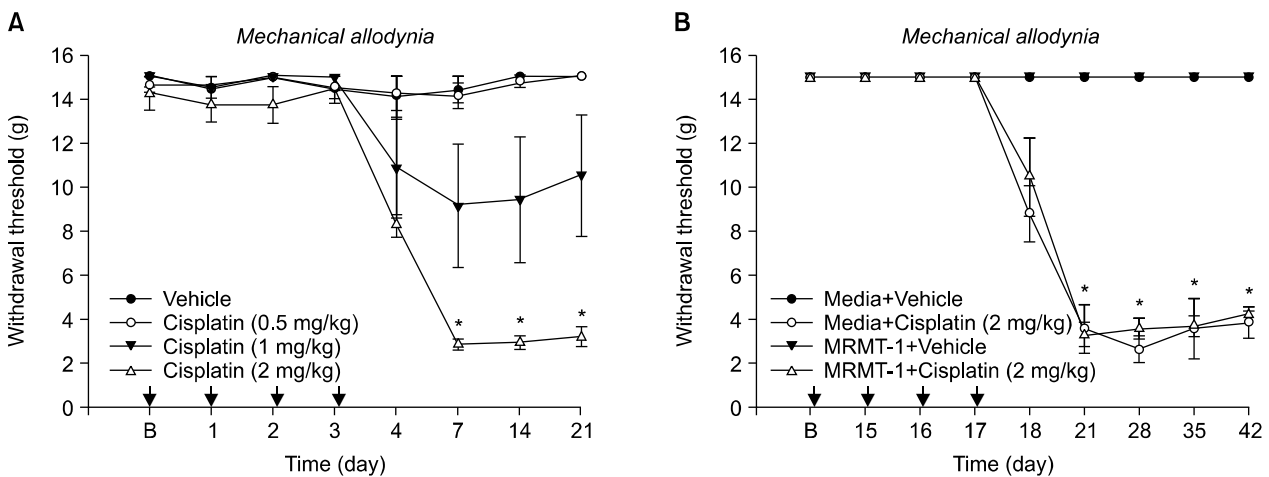 A
Mechanical allodynia
Withdrawal threshold (g)
16
14
12
10
8
6
4
2
0
Vehicle
Cisplatin (0.5 mg/kg)
Cisplatin (1 mg/kg)
Cisplatin (2 mg/kg)
* * *
B 1 2 3 4 7 14 21
Time (day)
B
Mechanical allodynia
Withdrawal threshold (g)
16
14
12
10
8
6
4
2
0
Media+Vehicle
Media+Cisplatin (2 mg/kg)
MRMT-1+Vehicle
MRMT-1+Cisplatin (2 mg/kg)
* * * *
B 15 16 17 18 21 28 35 42
Time (day)